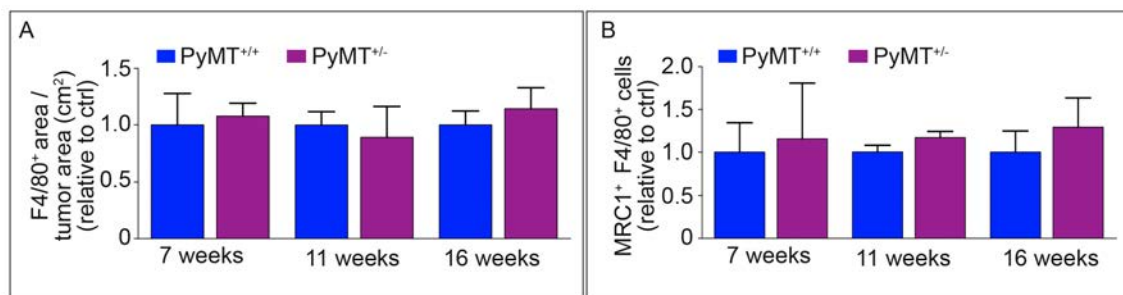 A
PyMT⁺/⁺ PyMT⁺/⁻
F4/80⁺ area /
tumor area (cm²)
(relative to ctrl)
1.5
1.0
0.5
0
7 weeks 11 weeks 16 weeks
B
PyMT⁺/⁺ PyMT⁺/⁻
MRC1⁺ F4/80⁺ cells
(relative to ctrl)
2.0
1.5
1.0
0.5
0
7 weeks 11 weeks 16 weeks